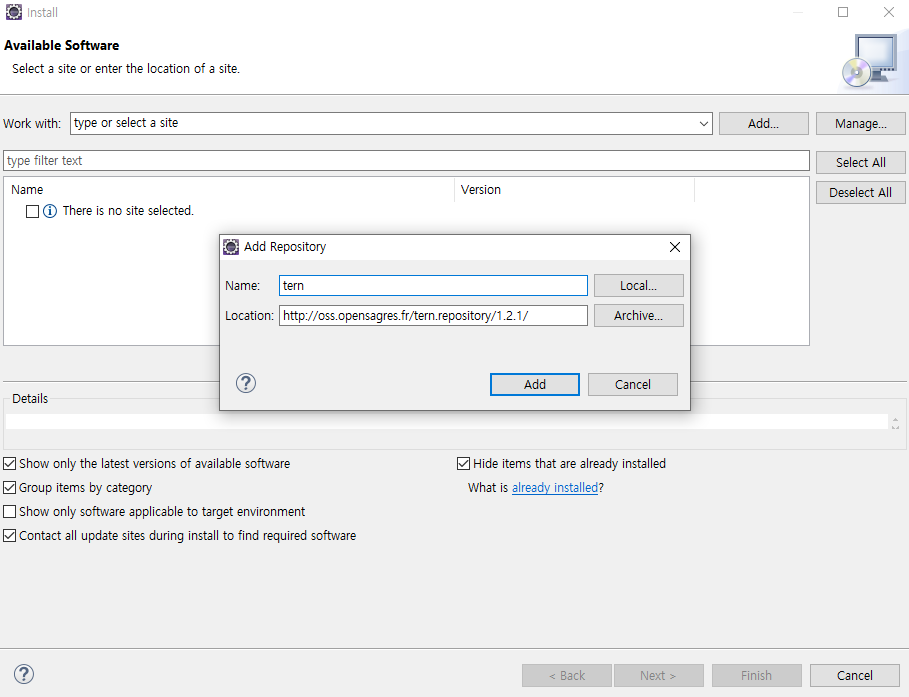 Install
Available Software
Select a site or enter the location of a site.
Work with: type or select a site Add... Manage...
type filter text Select All
Name Version Deselect All
There is no site selected.
Add Repository
Name: tern Local...
Location: http://oss.opensagres.fr/tern.repository/1.2.1/ Archive...
Add Cancel
Details
Show only the latest versions of available software Hide items that are already installed
Group items by category What is already installed?
Show only software applicable to target environment
Contact all update sites during install to find required software
< Back Next > Finish Cancel